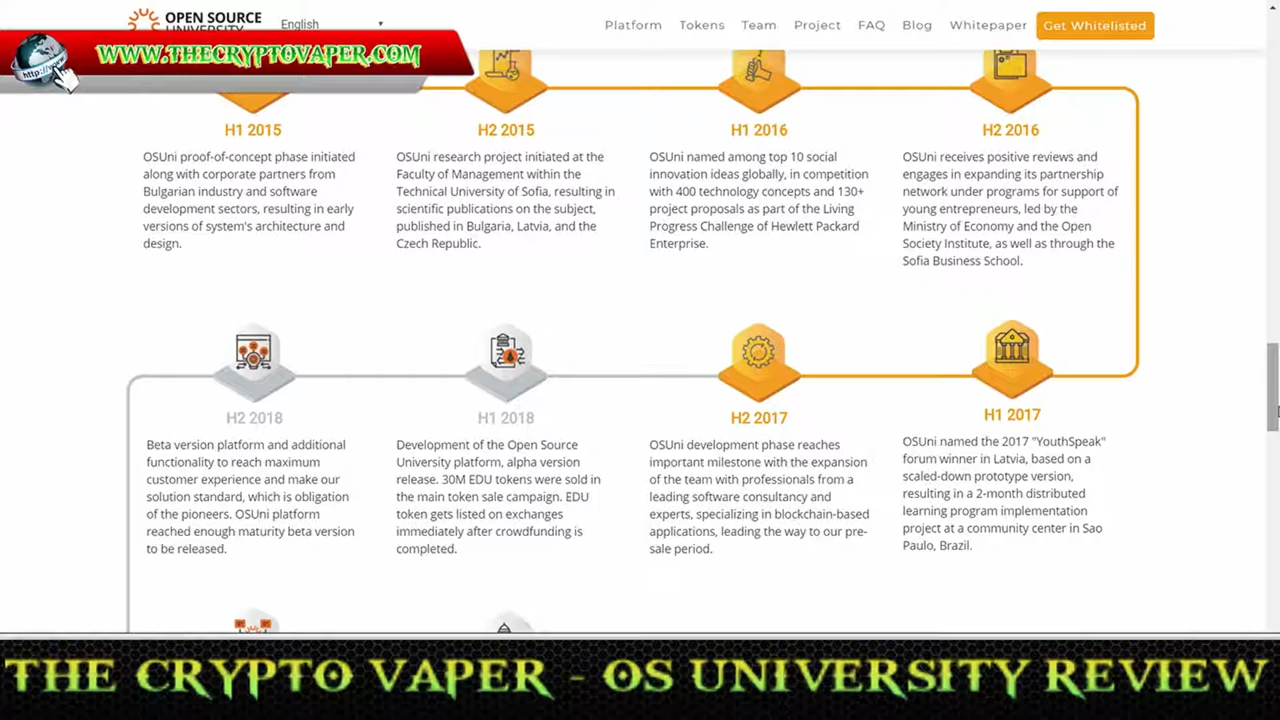 OPEN SOURCE
UNIVERSITY
English
Platform Tokens Team Project FAQ Blog Whitepaper Get Whitelisted
http://www
WWW.THECRYPTOVAPER.COM
H1 2015
OSUni proof-of-concept phase initiated
along with corporate partners from
Bulgarian industry and software
development sectors, resulting in early
versions of system's architecture and
design.
H2 2015
OSUni research project initiated at the
Faculty of Management within the
Technical University of Sofia, resulting in
scientific publications on the subject,
published in Bulgaria, Latvia, and the
Czech Republic.
H1 2016
OSUni named among top 10 social
innovation ideas globally, in competition
with 400 technology concepts and 130+
project proposals as part of the Living
Progress Challenge of Hewlett Packard
Enterprise.
H2 2016
OSUni receives positive reviews and
engages in expanding its partnership
network under programs for support of
young entrepreneurs, led by the
Ministry of Economy and the Open
Society Institute, as well as through the
Sofia Business School.
H2 2018
Beta version platform and additional
functionality to reach maximum
customer experience and make our
solution standard, which is obligation
of the pioneers. OSUni platform
reached enough maturity beta version
to be released.
H1 2018
Development of the Open Source
University platform, alpha version
release. 30M EDU tokens were sold in
the main token sale campaign. EDU
token gets listed on exchanges
immediately after crowdfunding is
completed.
H2 2017
OSUni development phase reaches
important milestone with the expansion
of the team with professionals from a
leading software consultancy and
experts, specializing in blockchain-based
applications, leading the way to our pre-
sale period.
H1 2017
OSUni named the 2017 "YouthSpeak"
forum winner in Latvia, based on a
scaled-down prototype version,
resulting in a 2-month distributed
learning program implementation
project at a community center in Sao
Paulo, Brazil.
THE CRYPTO VAPER - OS UNIVERSITY REVIEW